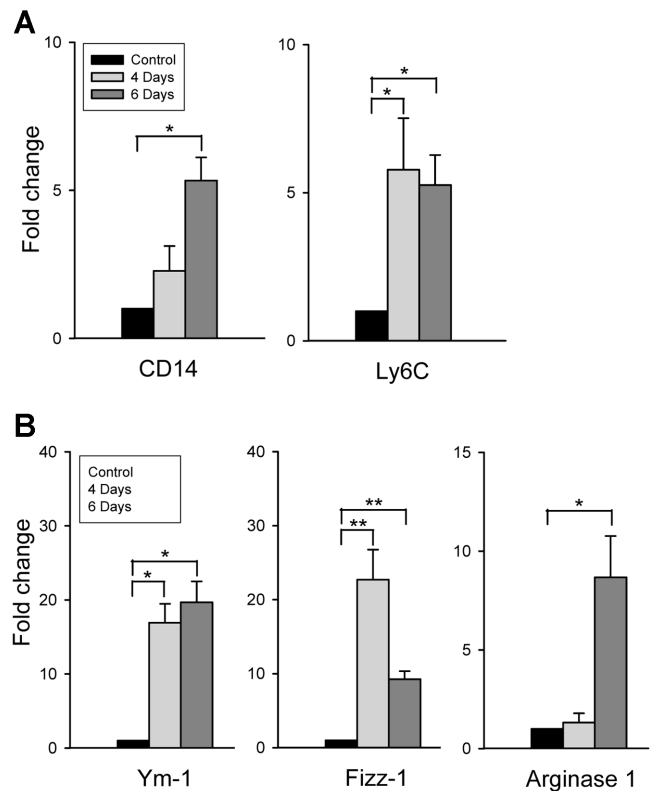 A
10
5
0
Fold change
Control
4 Days
6 Days
*
CD14
10
5
0
*
*
Ly6C
B
40
30
20
10
0
Fold change
Control
4 Days
6 Days
*
*
Ym-1
40
30
20
10
0
**
**
Fizz-1
15
10
5
0
*
Arginase 1